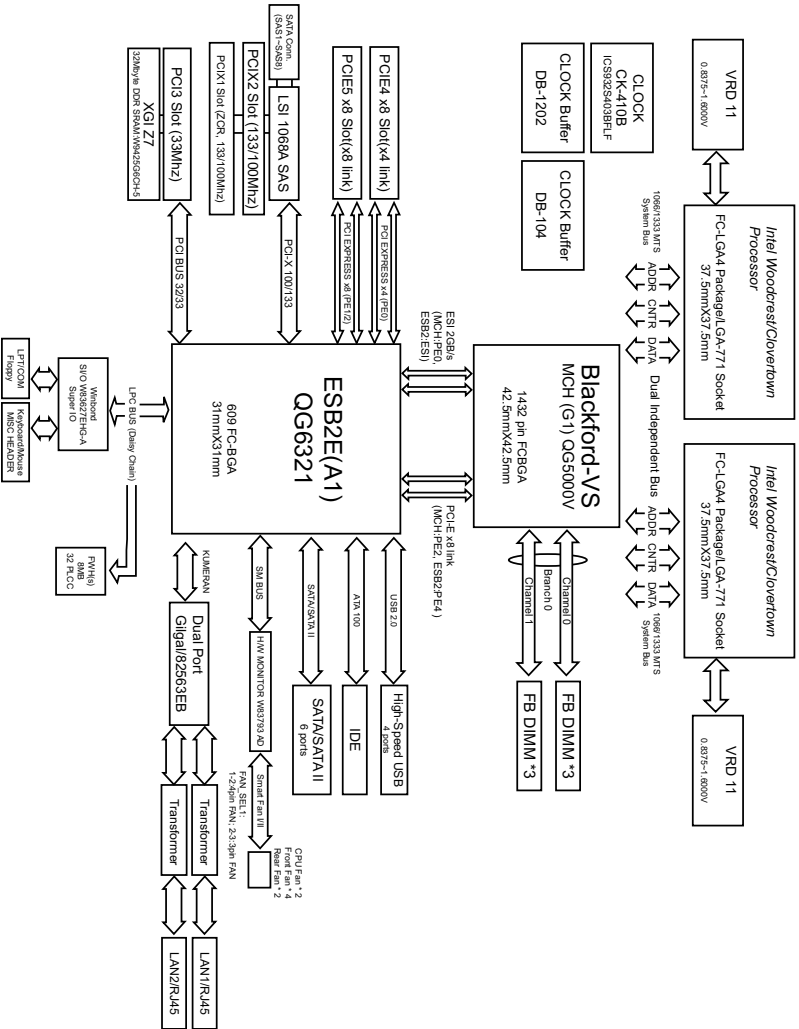 VRD 11
0.8375~1.6000V
Intel Woodcrest/Clovertown
Processor
FC-LGA4 Package/LGA-771 Socket
37.5mmX37.5mm
Intel Woodcrest/Clovertown
Processor
FC-LGA4 Package/LGA-771 Socket
37.5mmX37.5mm
VRD 11
0.8375~1.6000V
CLOCK
CK-410B
ICS932S403BFLF
CLOCK Buffer
DB-1202
CLOCK Buffer
DB-104
1066/1333 MTS
System Bus
ADDR
CNTR
DATA
Dual Independent Bus
ADDR
CNTR
DATA
1066/1333 MTS
System Bus
Blackford-VS
MCH (G1) QG5000V
1432 pin FCBGA
42.5mmX42.5mm
Channel 0
Branch 0
Channel 1
FB DIMM *3
FB DIMM *3
ESI 2GB/s
(MCH:PE0,
ESB2:ESI)
PCI-E x8 link
(MCH:PE2, ESB2:PE4 )
PCIE4 x8 Slot(x4 link)
PCIE5 x8 Slot(x8 link)
PCI EXPRESS x4 (PE0)
PCI EXPRESS x8 (PE1/2)
SATA Conn.
(SAS1~SAS8)
LSI 1068A SAS
PCIX2 Slot (133/100Mhz)
PCIX1 Slot (ZCR, 133/100Mhz)
PCI-X 100/133
PCI3 Slot (33Mhz)
XGI Z7
32Mbyte DDR SRAM:W9425G6CH-5
PCI BUS 32/33
ESB2E(A1)
QG6321
609 FC-BGA
31mmX31mm
USB 2.0
High-Speed USB
4 ports
ATA 100
IDE
SATA/SATA II
SATA/SATA II
6 ports
SM BUS
H/W MONITOR W83793 AD
Smart Fan I/II
FAN_SEL1:
1-2:4pin FAN; 2-3:3pin FAN
CPU Fan * 2
Front Fan * 4
Rear Fan * 2
KUMERAN
Dual Port
Gilgal/82563EB
Transformer
Transformer
LAN1/RJ45
LAN2/RJ45
LPC BUS (Daisy Chain)
Winbond
SI/O W83627EHG-A
Super IO
LPT/COM
Floppy
Keyboard/Mouse
MISC HEADER
FWH(s)
8MB
32 PLCC